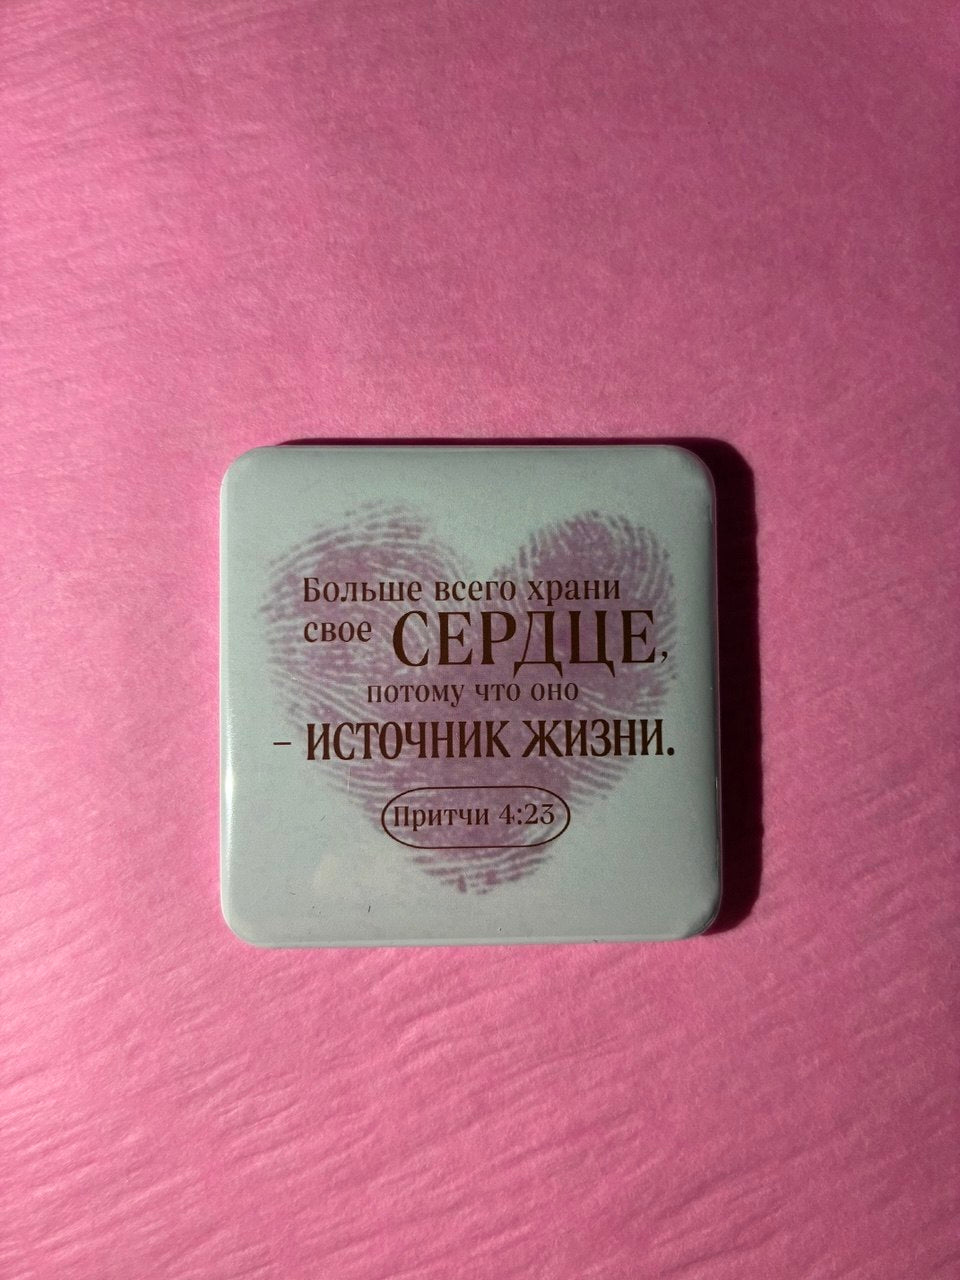 Больше всего храни
свое СЕРДЦЕ,
потому что оно
– ИСТОЧНИК ЖИЗНИ.
Притчи 4:23